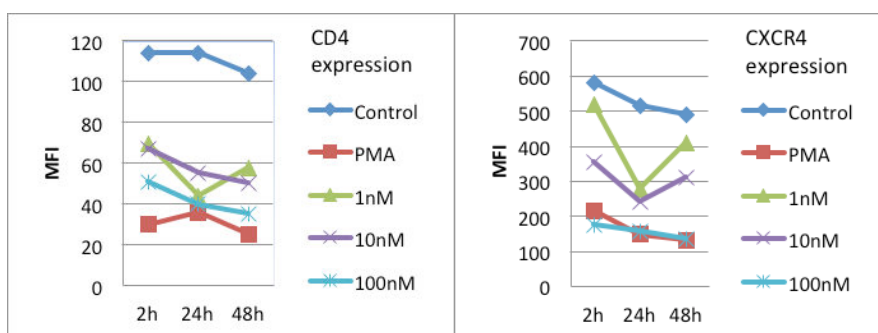 120
100
80
60
40
20
0
MFI
2h 24h 48h
CD4
expression
Control
PMA
1nM
10nM
100nM
700
600
500
400
300
200
100
0
MFI
2h 24h 48h
CXCR4
expression
Control
PMA
1nM
10nM
100nM